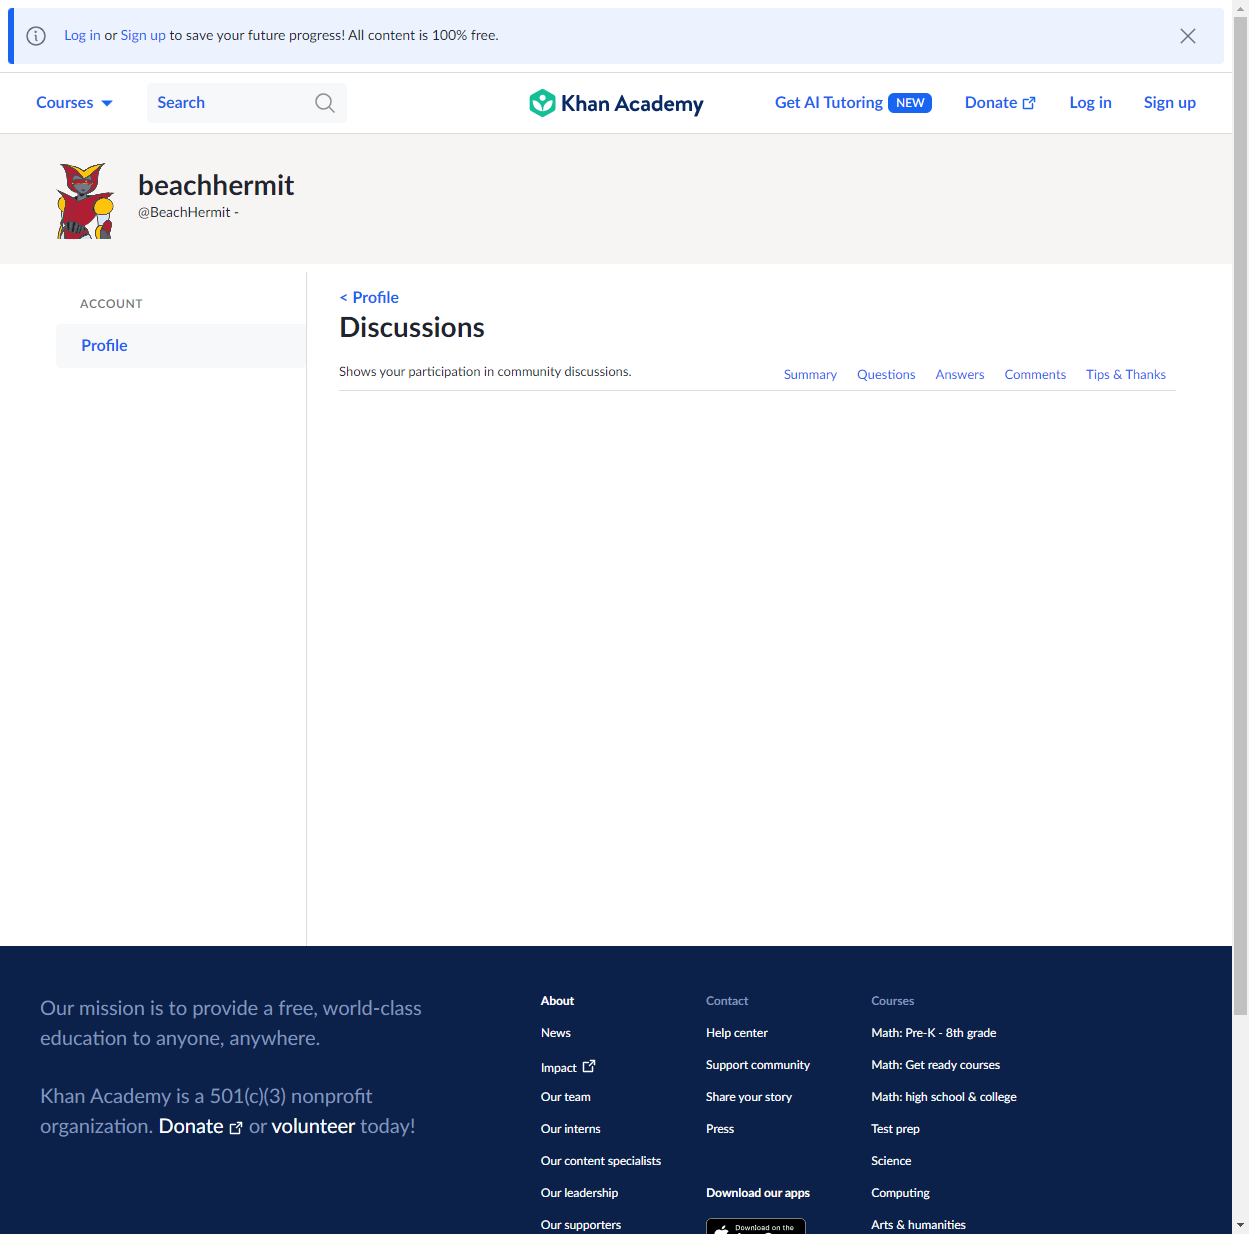 Log in or Sign up to save your future progress! All content is 100% free.
Courses
Search
Khan Academy
Get AI Tutoring NEW
Donate
Log in
Sign up
beachhermit
@BeachHermit -
ACCOUNT
Profile
< Profile
Discussions
Shows your participation in community discussions.
Summary
Questions
Answers
Comments
Tips & Thanks
Our mission is to provide a free, world-class
education to anyone, anywhere.
Khan Academy is a 501(c)(3) nonprofit
organization. Donate or volunteer today!
About
News
Impact
Our team
Our interns
Our content specialists
Our leadership
Our supporters
Contact
Help center
Support community
Share your story
Press
Download our apps
Download on the
Courses
Math: Pre-K - 8th grade
Math: Get ready courses
Math: high school & college
Test prep
Science
Computing
Arts & humanities